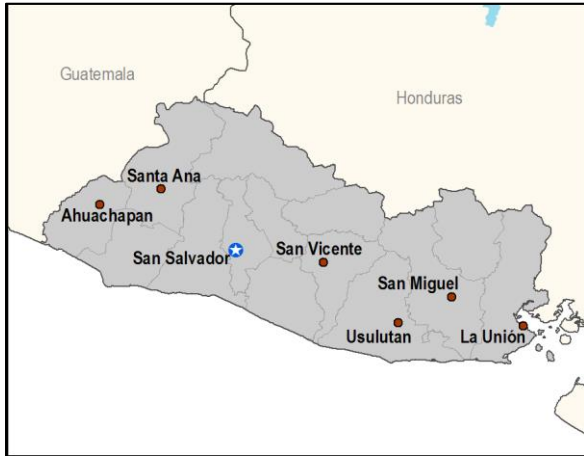 Guatemala
Honduras
Santa Ana
Ahuachapan
San Salvador
San Vicente
San Miguel
Usulutan
La Unión